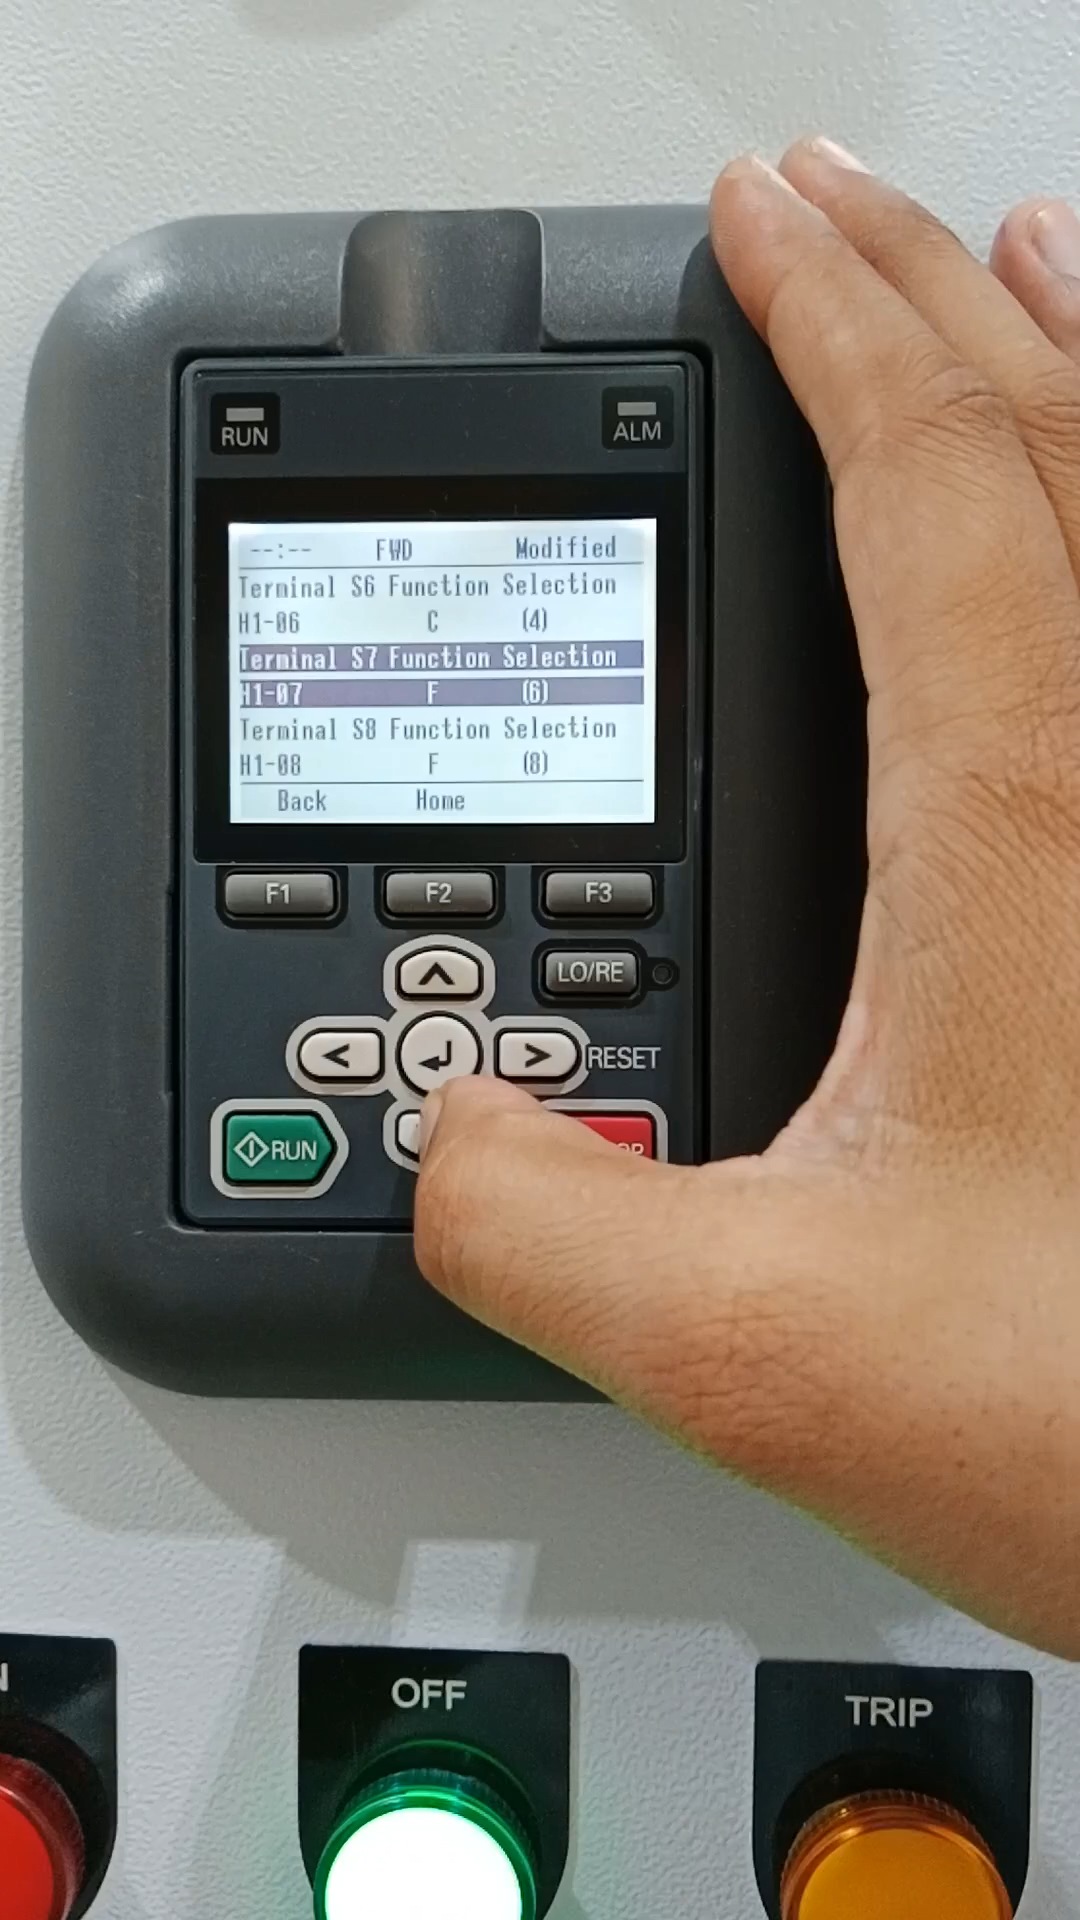 RUN
ALM
--:-- FWD Modified
Terminal S6 Function Selection
H1-06 C (4)
Terminal S7 Function Selection
H1-07 F (6)
Terminal S8 Function Selection
H1-08 F (8)
Back Home
F1 F2 F3
LO/RE
RESET
RUN
OFF
TRIP